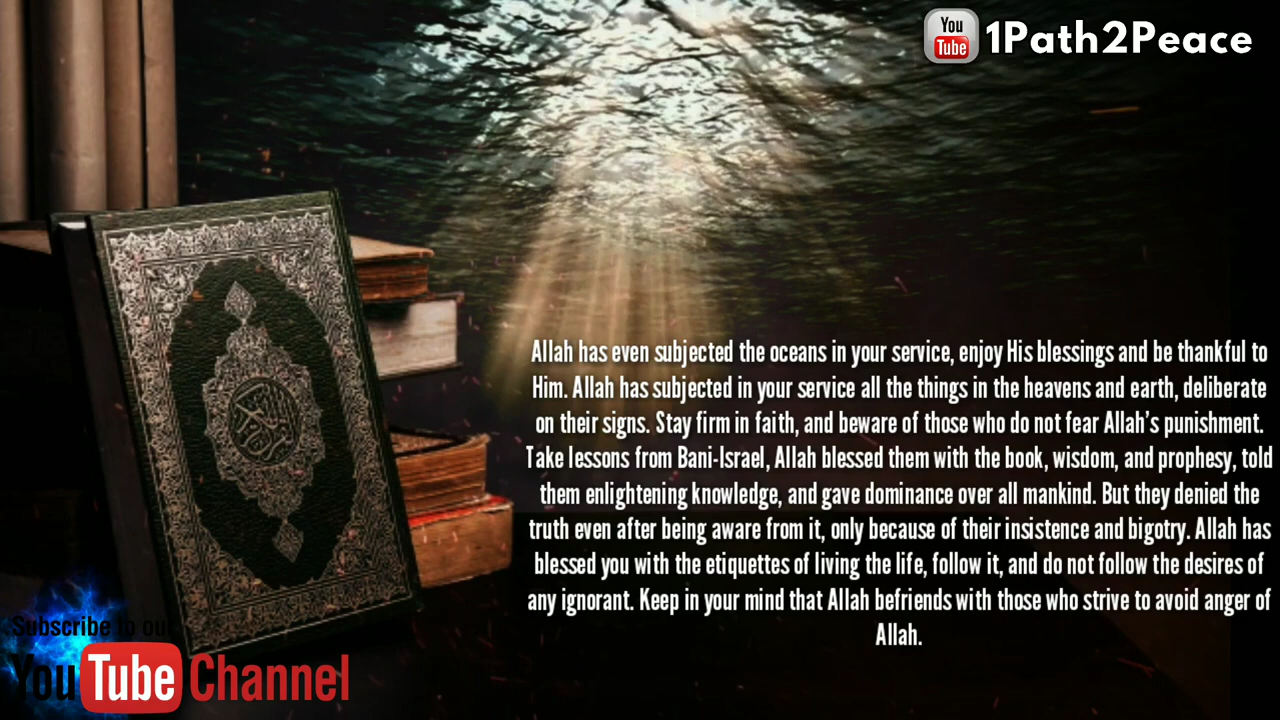 You
Tube
1Path2Peace
Allah has even subjected the oceans in your service, enjoy His blessings and be thankful to
Him. Allah has subjected in your service all the things in the heavens and earth, deliberate
on their signs. Stay firm in faith, and beware of those who do not fear Allah’s punishment.
Take lessons from Bani-Israel, Allah blessed them with the book, wisdom, and prophesy, told
them enlightening knowledge, and gave dominance over all mankind. But they denied the
truth even after being aware from it, only because of their insistence and bigotry. Allah has
blessed you with the etiquettes of living the life, follow it, and do not follow the desires of
any ignorant. Keep in your mind that Allah befriends with those who strive to avoid anger of
Allah.
Subscribe to our
YouTube Channel